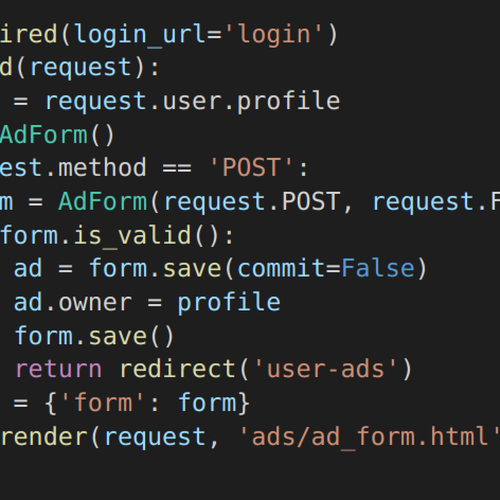 ired(login_url='login')
d(request):
= request.user.profile
AdForm()
est.method == 'POST':
m = AdForm(request.POST, request.F
form.is_valid():
ad = form.save(commit=False)
ad.owner = profile
form.save()
return redirect('user-ads')
= {'form': form}
render(request, 'ads/ad_form.html'